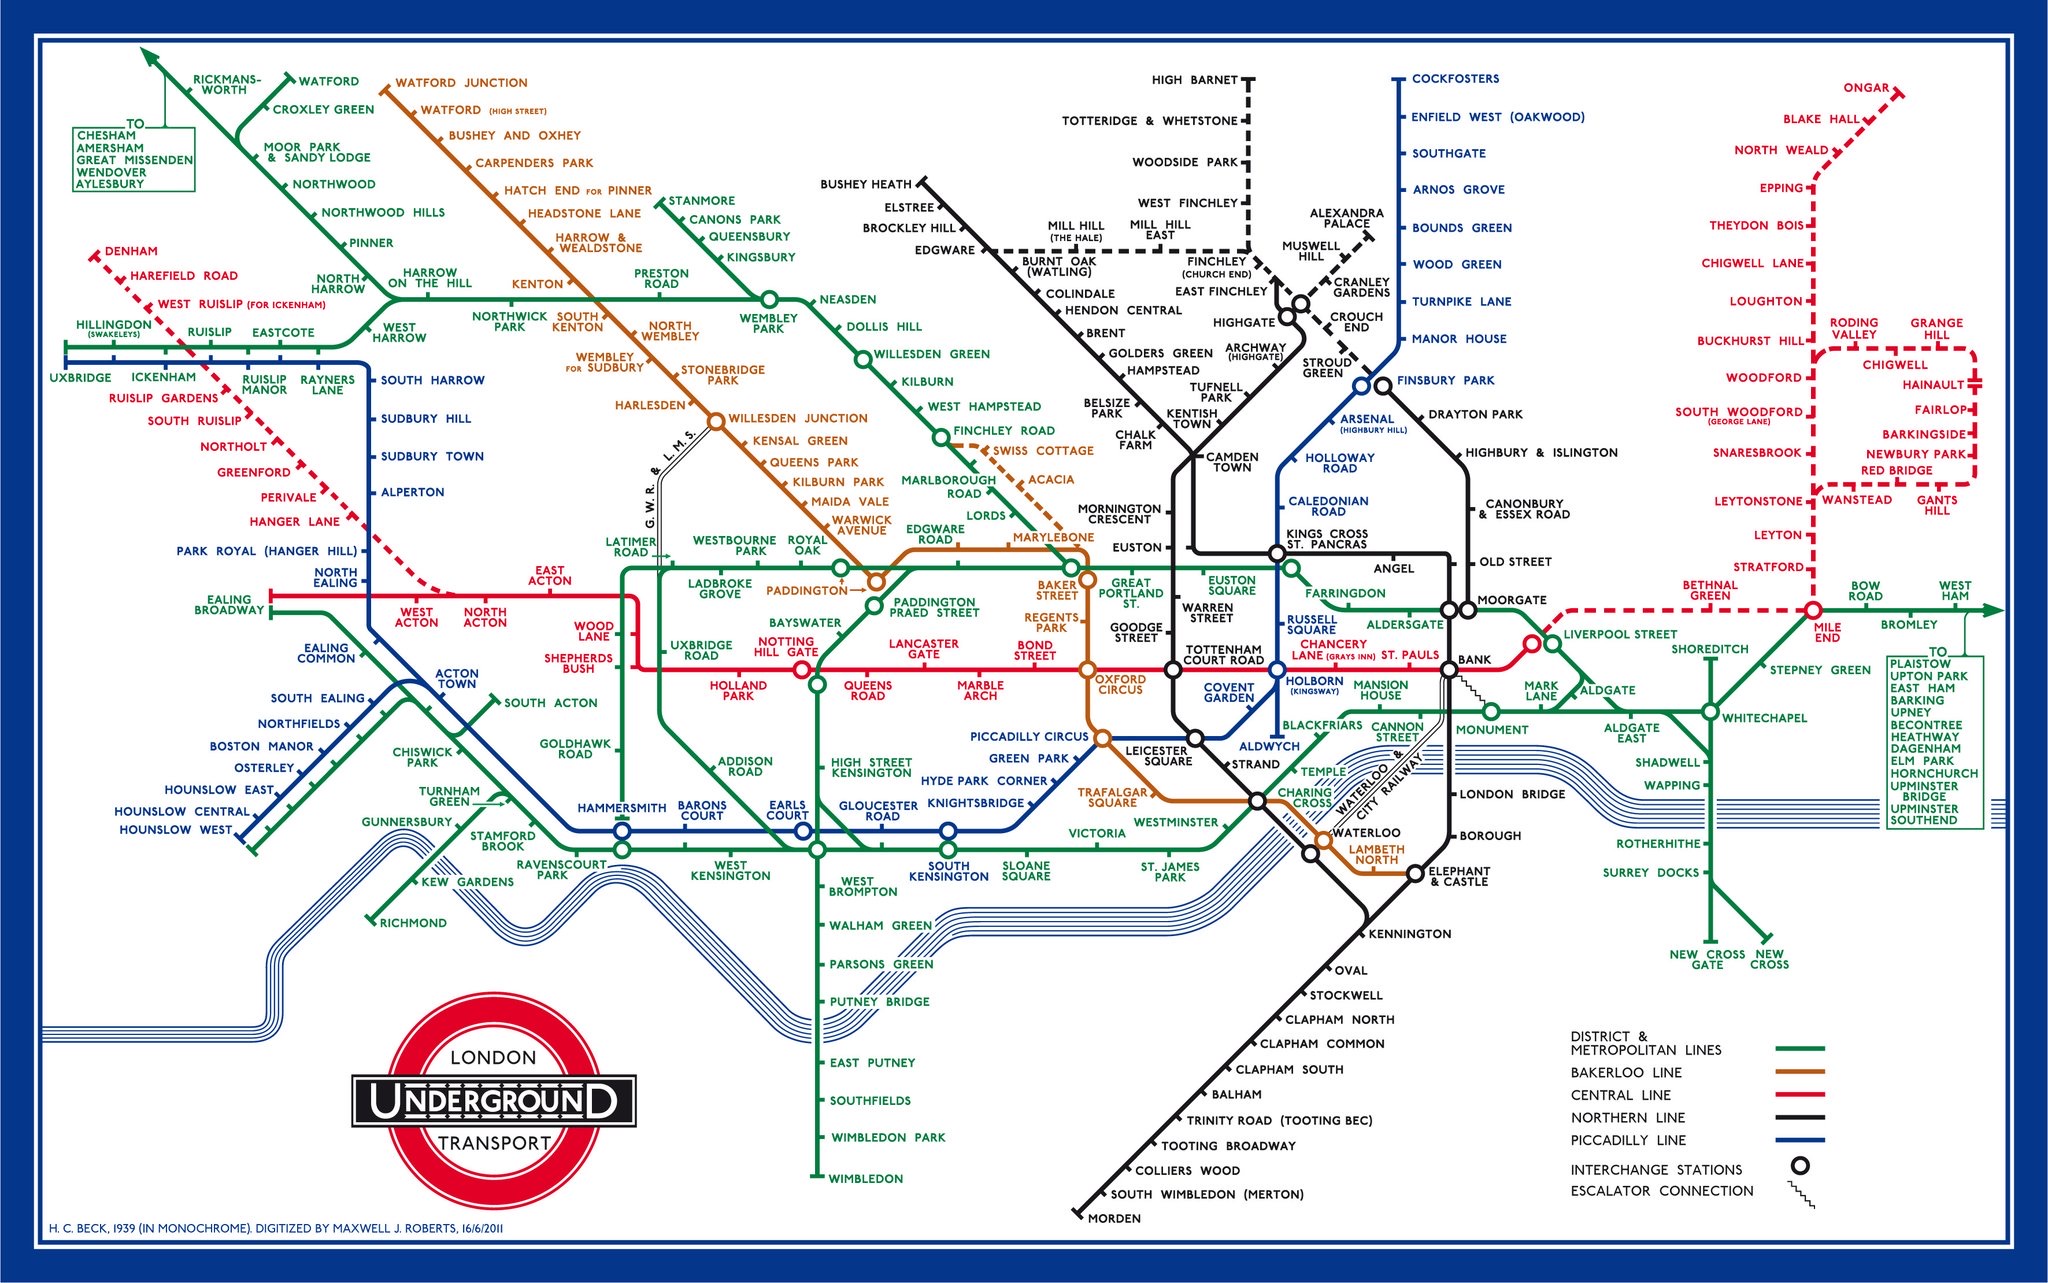 RICKMANS-
WORTH
WATFORD
CROXLEY GREEN
MOOR PARK
& SANDY LODGE
NORTHWOOD
NORTHWOOD HILLS
PINNER
NORTH
HARROW
HARROW
ON THE HILL
TO
CHESHAM
AMERSHAM
GREAT MISSENDEN
WENDOVER
AYLESBURY
WATFORD JUNCTION
WATFORD (HIGH STREET)
BUSHEY AND OXHEY
CARPENDERS PARK
HATCH END FOR PINNER
HEADSTONE LANE
HARROW &
WEALDSTONE
KENTON
SOUTH
KENTON
NORTH
WEMBLEY
WEMBLEY
FOR SUDBURY
STONEBRIDGE
PARK
HARLESDEN
WILLESDEN JUNCTION
KENSAL GREEN
QUEENS PARK
KILBURN PARK
MAIDA VALE
WARWICK
AVENUE
PADDINGTON
STANMORE
CANONS PARK
QUEENSBURY
KINGSBURY
NORTHWICK
PARK
PRESTON
ROAD
WEMBLEY
PARK
NEASDEN
DOLLIS HILL
WILLESDEN GREEN
KILBURN
WEST HAMPSTEAD
FINCHLEY ROAD
SWISS COTTAGE
ACACIA
MARLBOROUGH
ROAD
LORDS
EDGWARE
ROAD
MARYLEBONE
DENHAM
HAREFIELD ROAD
WEST RUISLIP (FOR ICKENHAM)
HILLINGDON
(SWAKELEYS)
RUISLIP
EASTCOTE
WEST
HARROW
UXBRIDGE
ICKENHAM
RUISLIP
MANOR
RAYNERS
LANE
RUISLIP GARDENS
SOUTH RUISLIP
NORTHOLT
GREENFORD
PERIVALE
HANGER LANE
SOUTH HARROW
SUDBURY HILL
SUDBURY TOWN
ALPERTON
PARK ROYAL (HANGER HILL)
NORTH
EALING
EALING
BROADWAY
WEST
ACTON
NORTH
ACTON
EAST
ACTON
WOOD
LANE
SHEPHERDS
BUSH
EALING
COMMON
ACTON
TOWN
SOUTH EALING
NORTHFIELDS
BOSTON MANOR
OSTERLEY
HOUNSLOW EAST
HOUNSLOW CENTRAL
HOUNSLOW WEST
SOUTH ACTON
CHISWICK
PARK
TURNHAM
GREEN
GUNNERSBURY
KEW GARDENS
RICHMOND
STAMFORD
BROOK
RAVENSCOURT
PARK
G. W. R. & L. M. S.
LATIMER
ROAD
WESTBOURNE
PARK
ROYAL
OAK
LADBROKE
GROVE
UXBRIDGE
ROAD
GOLDHAWK
ROAD
ADDISON
ROAD
HAMMERSMITH
BARONS
COURT
EARLS
COURT
GLOUCESTER
ROAD
WEST
KENSINGTON
SOUTH
KENSINGTON
PADDINGTON
PRAED STREET
BAYSWATER
NOTTING
HILL GATE
HOLLAND
PARK
QUEENS
ROAD
LANCASTER
GATE
MARBLE
ARCH
BOND
STREET
HIGH STREET
KENSINGTON
WEST
BROMPTON
WALHAM GREEN
PARSONS GREEN
PUTNEY BRIDGE
EAST PUTNEY
SOUTHFIELDS
WIMBLEDON PARK
WIMBLEDON
BAKER
STREET
REGENTS
PARK
OXFORD
CIRCUS
PICCADILLY CIRCUS
GREEN PARK
HYDE PARK CORNER
KNIGHTSBRIDGE
TRAFALGAR
SQUARE
SLOANE
SQUARE
VICTORIA
ST. JAMES
PARK
WESTMINSTER
CHARING
CROSS
TEMPLE
BLACKFRIARS
MANSION
HOUSE
CANNON
STREET
MONUMENT
MARK
LANE
ALDGATE
ALDGATE
EAST
GREAT
PORTLAND
ST.
EUSTON
SQUARE
FARRINGDON
ALDERSGATE
MOORGATE
LIVERPOOL STREET
BUSHEY HEATH
ELSTREE
BROCKLEY HILL
EDGWARE
BURNT OAK
(WATLING)
COLINDALE
HENDON CENTRAL
BRENT
GOLDERS GREEN
HAMPSTEAD
BELSIZE
PARK
CHALK
FARM
CAMDEN
TOWN
HIGH BARNET
TOTTERIDGE & WHETSTONE
WOODSIDE PARK
WEST FINCHLEY
MILL HILL
(THE HALE)
MILL HILL
EAST
FINCHLEY
(CHURCH END)
EAST FINCHLEY
HIGHGATE
ARCHWAY
(HIGHGATE)
TUFNELL
PARK
KENTISH
TOWN
ALEXANDRA
PALACE
MUSWELL
HILL
CRANLEY
GARDENS
CROUCH
END
STROUD
GREEN
MORNINGTON
CRESCENT
EUSTON
WARREN
STREET
GOODGE
STREET
TOTTENHAM
COURT ROAD
LEICESTER
SQUARE
STRAND
WATERLOO
LAMBETH
NORTH
ELEPHANT
& CASTLE
WATERLOO &
CITY RAILWAY
COCKFOSTERS
ENFIELD WEST (OAKWOOD)
SOUTHGATE
ARNOS GROVE
BOUNDS GREEN
WOOD GREEN
TURNPIKE LANE
MANOR HOUSE
FINSBURY PARK
ARSENAL
(HIGHBURY HILL)
HOLLOWAY
ROAD
CALEDONIAN
ROAD
KINGS CROSS
ST. PANCRAS
RUSSELL
SQUARE
HOLBORN
(KINGSWAY)
COVENT
GARDEN
ALDWYCH
CHANCERY
LANE (GRAYS INN)
ST. PAULS
BANK
DRAYTON PARK
HIGHBURY & ISLINGTON
CANONBURY
& ESSEX ROAD
OLD STREET
ANGEL
LONDON BRIDGE
BOROUGH
KENNINGTON
OVAL
STOCKWELL
CLAPHAM NORTH
CLAPHAM COMMON
CLAPHAM SOUTH
BALHAM
TRINITY ROAD (TOOTING BEC)
TOOTING BROADWAY
COLLIERS WOOD
SOUTH WIMBLEDON (MERTON)
MORDEN
ONGAR
BLAKE HALL
NORTH WEALD
EPPING
THEYDON BOIS
CHIGWELL LANE
LOUGHTON
BUCKHURST HILL
WOODFORD
SOUTH WOODFORD
(GEORGE LANE)
SNARESBROOK
LEYTONSTONE
LEYTON
STRATFORD
RODING
VALLEY
GRANGE
HILL
CHIGWELL
HAINAULT
FAIRLOP
BARKINGSIDE
NEWBURY PARK
RED BRIDGE
WANSTEAD
GANTS
HILL
BETHNAL
GREEN
MILE
END
BOW
ROAD
WEST
HAM
BROMLEY
STEPNEY GREEN
SHOREDITCH
WHITECHAPEL
SHADWELL
WAPPING
ROTHERHITHE
SURREY DOCKS
NEW CROSS
GATE
NEW
CROSS
TO
PLAISTOW
UPTON PARK
EAST HAM
BARKING
UPNEY
BECONTREE
HEATHWAY
DAGENHAM
ELM PARK
HORNCHURCH
UPMINSTER
BRIDGE
UPMINSTER
SOUTHEND
LONDON
UNDERGROUND
TRANSPORT
DISTRICT &
METROPOLITAN LINES
BAKERLOO LINE
CENTRAL LINE
NORTHERN LINE
PICCADILLY LINE
INTERCHANGE STATIONS
ESCALATOR CONNECTION
H. C. BECK, 1939 (IN MONOCHROME). DIGITIZED BY MAXWELL J. ROBERTS, 16/6/2011